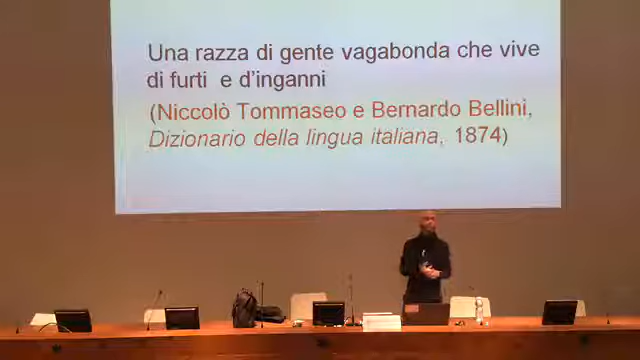 Una razza di gente vagabonda che vive
di furti e d'inganni
(Niccolò Tommaseo e Bernardo Bellini,
Dizionario della lingua italiana, 1874)